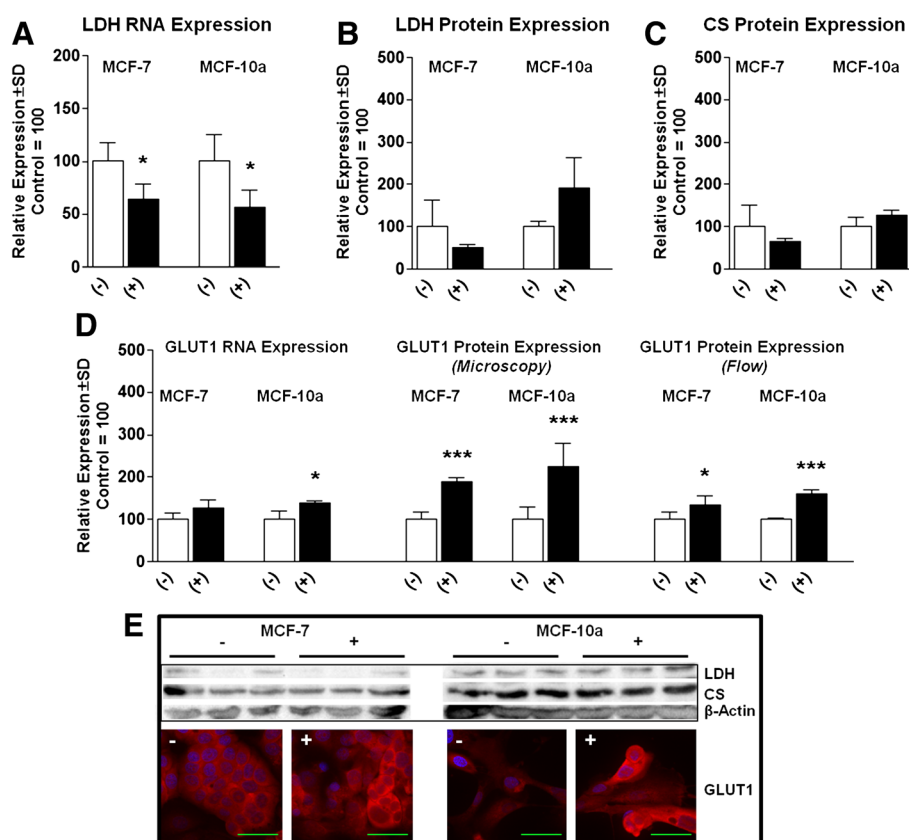 A LDH RNA Expression
Relative Expression±SD
Control = 100
200
150
100
50
0
MCF-7 MCF-10a
* *
(-) (+) (-) (+)
B LDH Protein Expression
Relative Expression±SD
Control = 100
500
400
300
200
100
0
MCF-7 MCF-10a
(-) (+) (-) (+)
C CS Protein Expression
Relative Expression±SD
Control = 100
500
400
300
200
100
0
MCF-7 MCF-10a
(-) (+) (-) (+)
D
Relative Expression±SD
Control = 100
500
400
300
200
100
0
GLUT1 RNA Expression
MCF-7 MCF-10a
*
(-) (+) (-) (+)
GLUT1 Protein Expression
(Microscopy)
MCF-7 MCF-10a
*** ***
(-) (+) (-) (+)
GLUT1 Protein Expression
(Flow)
MCF-7 MCF-10a
* ***
(-) (+) (-) (+)
E
MCF-7 MCF-10a
- + - +
LDH
CS
β-Actin
- + - +
GLUT1